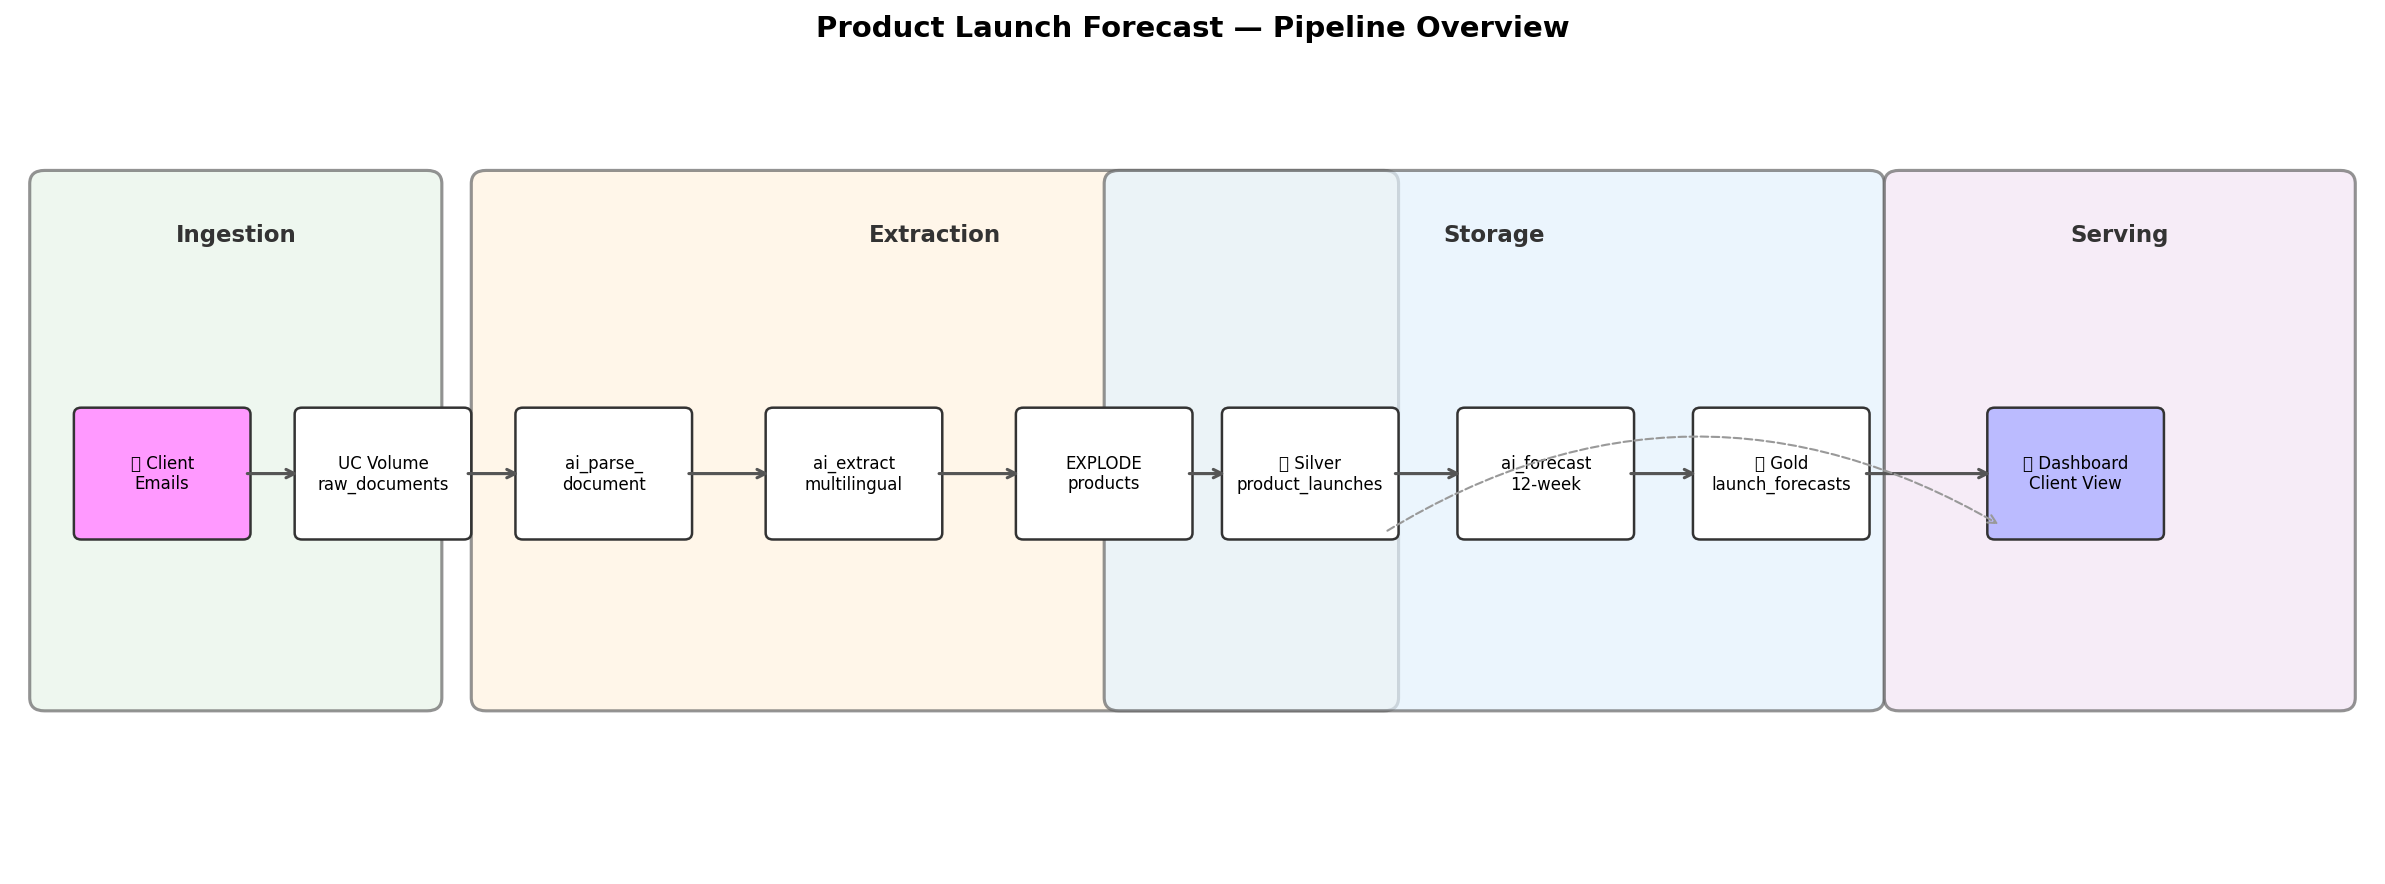 Product Launch Forecast — Pipeline Overview
Ingestion
Extraction
Storage
Serving
Client
Emails
UC Volume
raw_documents
ai_parse_
document
ai_extract
multilingual
EXPLODE
products
Silver
product_launches
ai_forecast
12-week
Gold
launch_forecasts
Dashboard
Client View